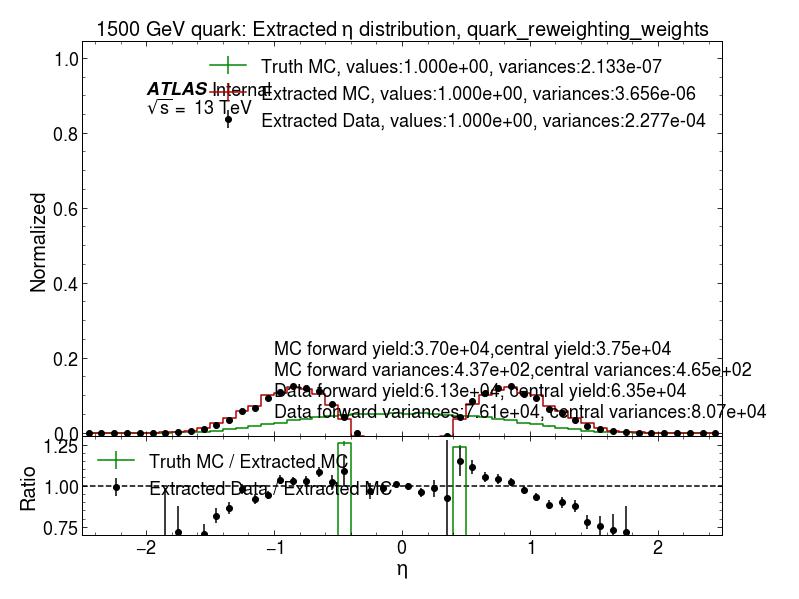 1500 GeV quark: Extracted η distribution, quark_reweighting_weights
Truth MC, values:1.000e+00, variances:2.133e-07
ATLAS Internal
Extracted MC, values:1.000e+00, variances:3.656e-06
√s = 13 TeV
Extracted Data, values:1.000e+00, variances:2.277e-04
Normalized
1.0
0.8
0.6
0.4
0.2
0.0
MC forward yield:3.70e+04,central yield:3.75e+04
MC forward variances:4.37e+02,central variances:4.65e+02
Data forward yield:6.13e+04, central yield:6.35e+04
Data forward variances:7.61e+04, central variances:8.07e+04
Ratio
1.25
1.00
0.75
Truth MC / Extracted MC
Extracted Data / Extracted MC
−2
−1
0
1
2
η